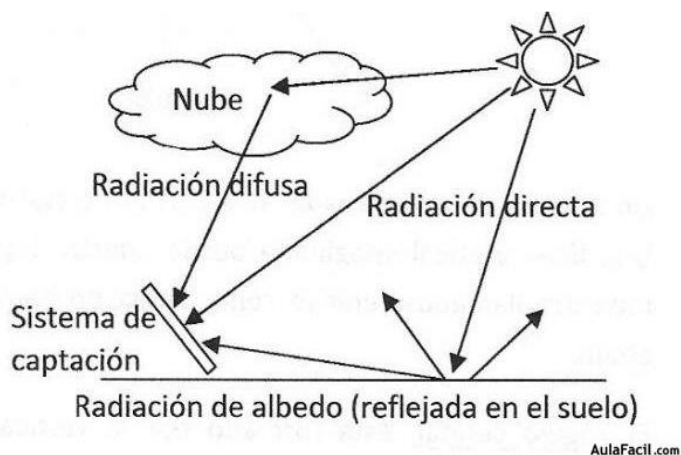 Nube
Radiación difusa
Radiación directa
Sistema de
captación
Radiación de albedo (reflejada en el suelo)
AulaFacil.com